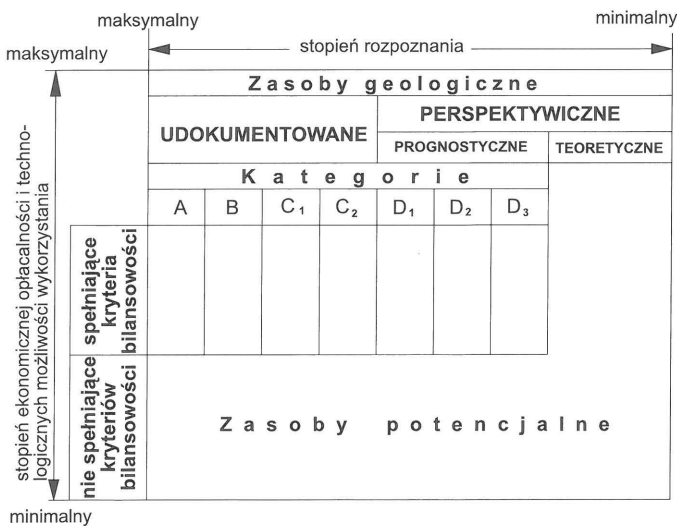 maksymalny
minimalny
stopień rozpoznania
maksymalny
Zasoby geologiczne
UDOKUMENTOWANE
PERSPEKTYWICZNE
PROGNOSTYCZNE
TEORETYCZNE
Kategorie
A B C₁ C₂ D₁ D₂ D₃
stopień ekonomicznej opłacalności i techno-
logicznych możliwości wykorzystania
spełniające
kryteria
bilansowości
nie spełniające
kryteriów
bilansowości
Zasoby potencjalne
minimalny